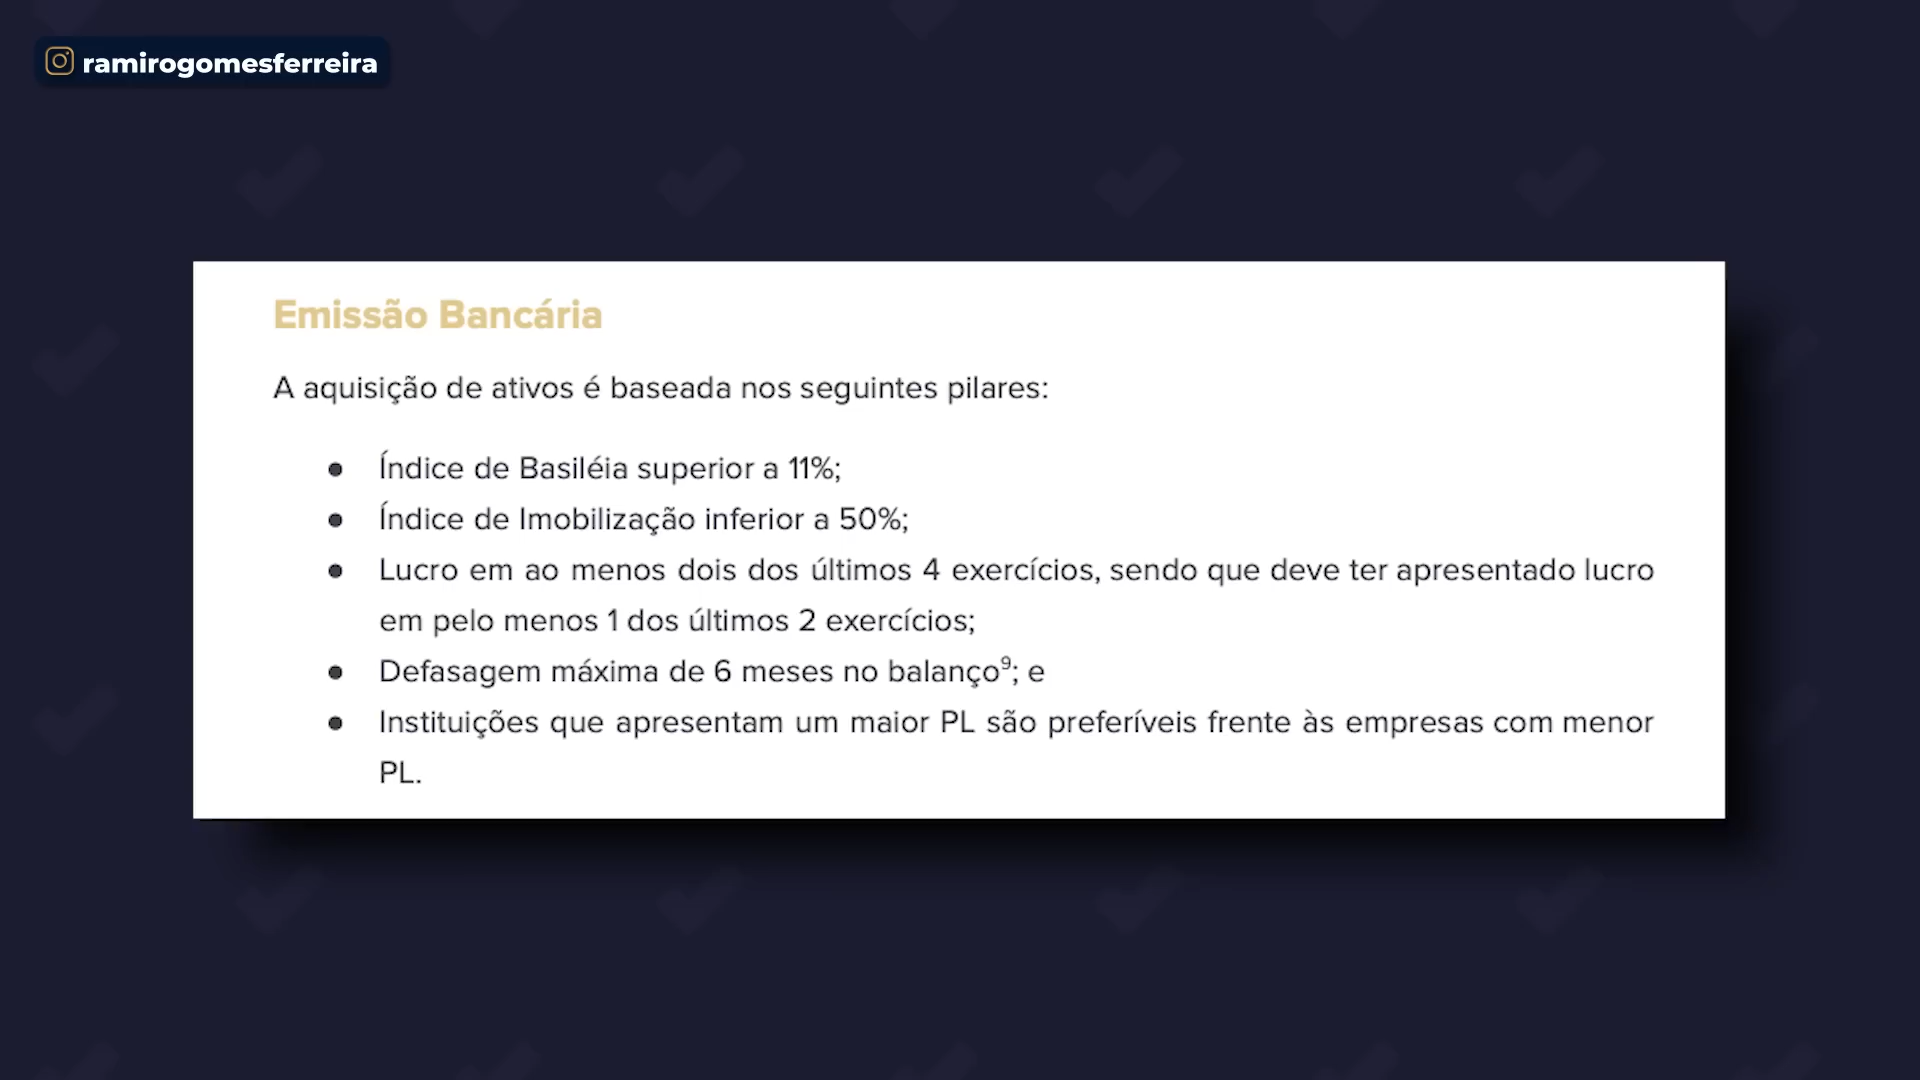 ramirogomesferreira
Emissão Bancária
A aquisição de ativos é baseada nos seguintes pilares:
● Índice de Basiléia superior a 11%;
● Índice de Imobilização inferior a 50%;
● Lucro em ao menos dois dos últimos 4 exercícios, sendo que deve ter apresentado lucro
em pelo menos 1 dos últimos 2 exercícios;
● Defasagem máxima de 6 meses no balanço⁹; e
● Instituições que apresentam um maior PL são preferíveis frente às empresas com menor
PL.